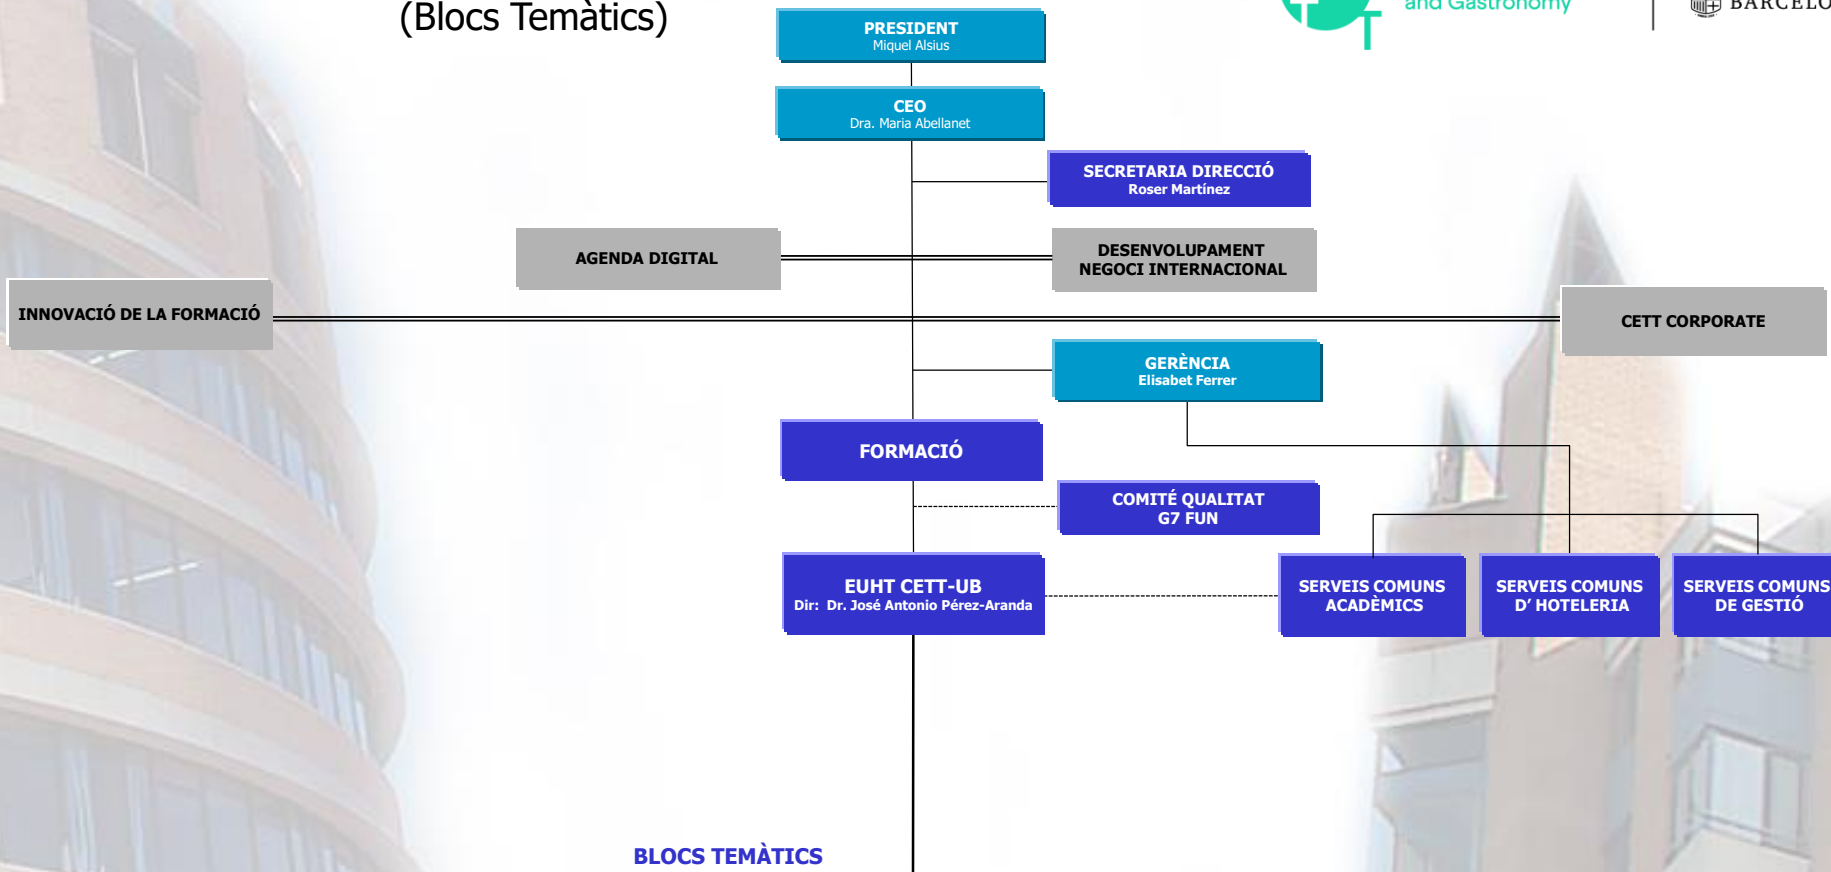 (Blocs Temàtics)
and Gastronomy
PRESIDENT
Miquel Alsius
CEO
Dra. Maria Abellanet
SECRETARIA DIRECCIÓ
Roser Martínez
AGENDA DIGITAL
DESENVOLUPAMENT
NEGOCI INTERNACIONAL
INNOVACIÓ DE LA FORMACIÓ
CETT CORPORATE
GERÈNCIA
Elisabet Ferrer
FORMACIÓ
COMITÉ QUALITAT
G7 FUN
EUHT CETT-UB
Dir: Dr. José Antonio Pérez-Aranda
SERVEIS COMUNS
ACADÈMICS
SERVEIS COMUNS
D’ HOTELERIA
SERVEIS COMUNS
DE GESTIÓ
BLOCS TEMÀTICS